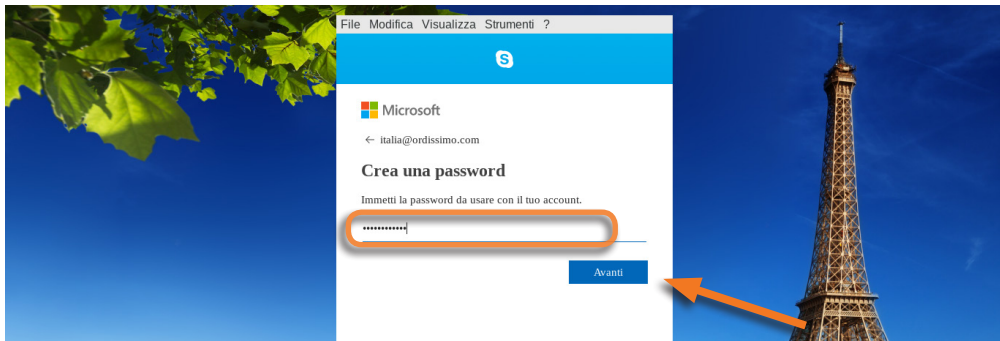 File Modifica Visualizza Strumenti ?
S
Microsoft
← italia@ordissimo.com
Crea una password
Immetti la password da usare con il tuo account.
••••••••••••
Avanti